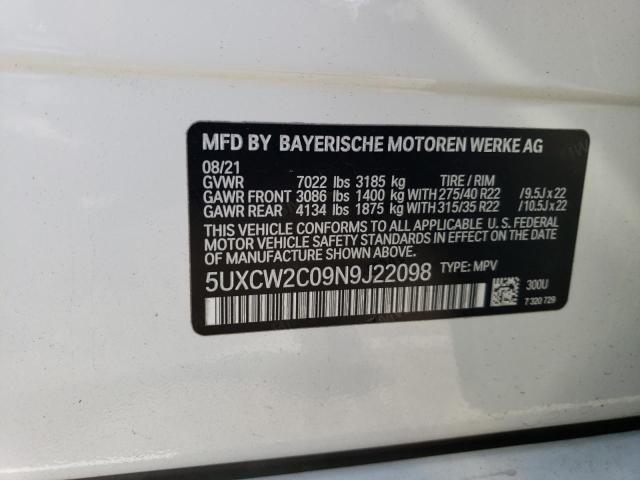 MFD BY BAYERISCHE MOTOREN WERKE AG
08/21
GVWR 7022 lbs 3185 kg TIRE / RIM
GAWR FRONT 3086 lbs 1400 kg WITH 275/40 R22 /9.5J x 22
GAWR REAR 4134 lbs 1875 kg WITH 315/35 R22 /10.5J x 22
THIS VEHICLE CONFORMS TO ALL APPLICABLE U. S. FEDERAL
MOTOR VEHICLE SAFETY STANDARDS IN EFFECT ON THE DATE
OF MANUFACTURE SHOWN ABOVE.
5UXCW2C09N9J22098 TYPE: MPV
300U
7 320 729